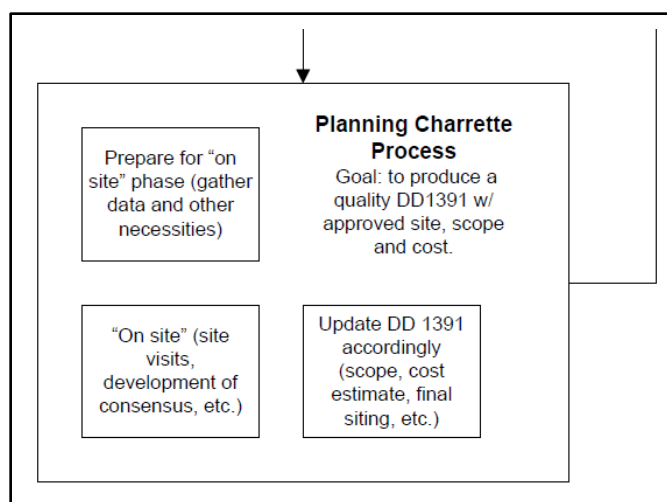 Prepare for “on
site” phase (gather
data and other
necessities)
Planning Charrette
Process
Goal: to produce a
quality DD1391 w/
approved site, scope
and cost.
“On site” (site
visits,
development of
consensus, etc.)
Update DD 1391
accordingly
(scope, cost
estimate, final
siting, etc.)